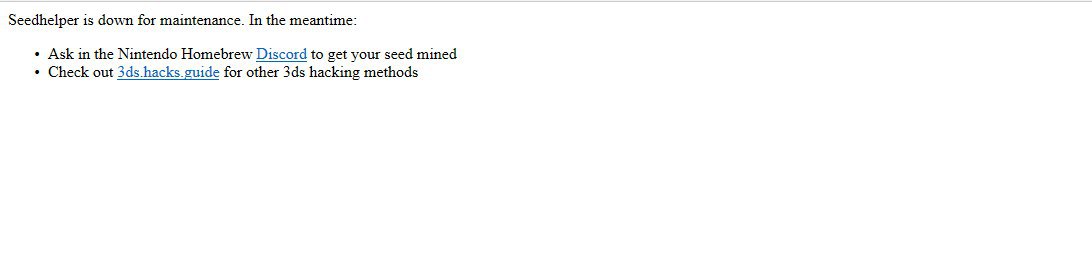 Seedhelper is down for maintenance. In the meantime:
• Ask in the Nintendo Homebrew Discord to get your seed mined
• Check out 3ds.hacks.guide for other 3ds hacking methods